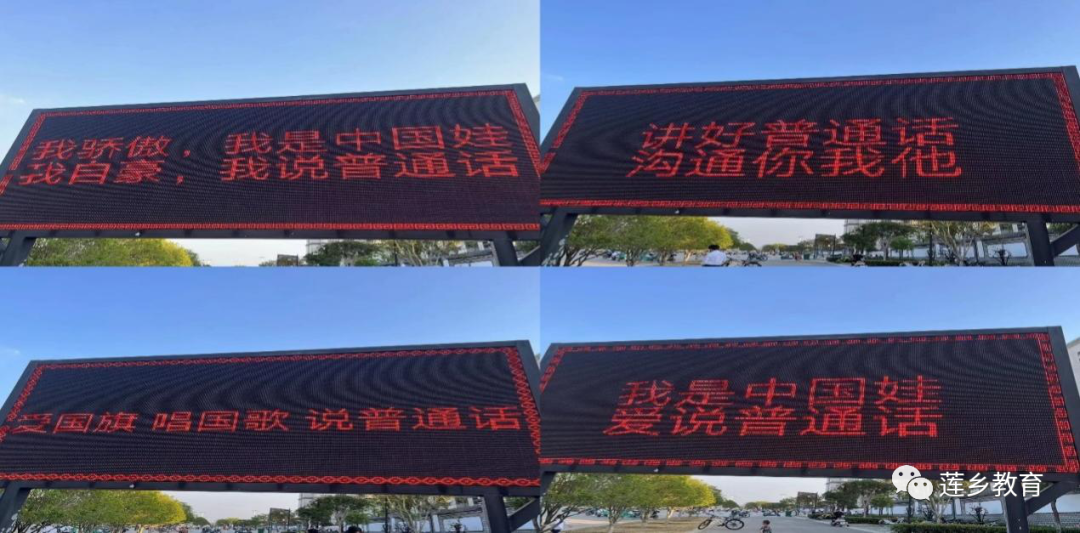 我骄傲，我是中国娃
我自豪，我说普通话
讲好普通话
沟通你我他
爱国旗 唱国歌 说普通话
我是中国娃
爱说普通话
莲乡教育